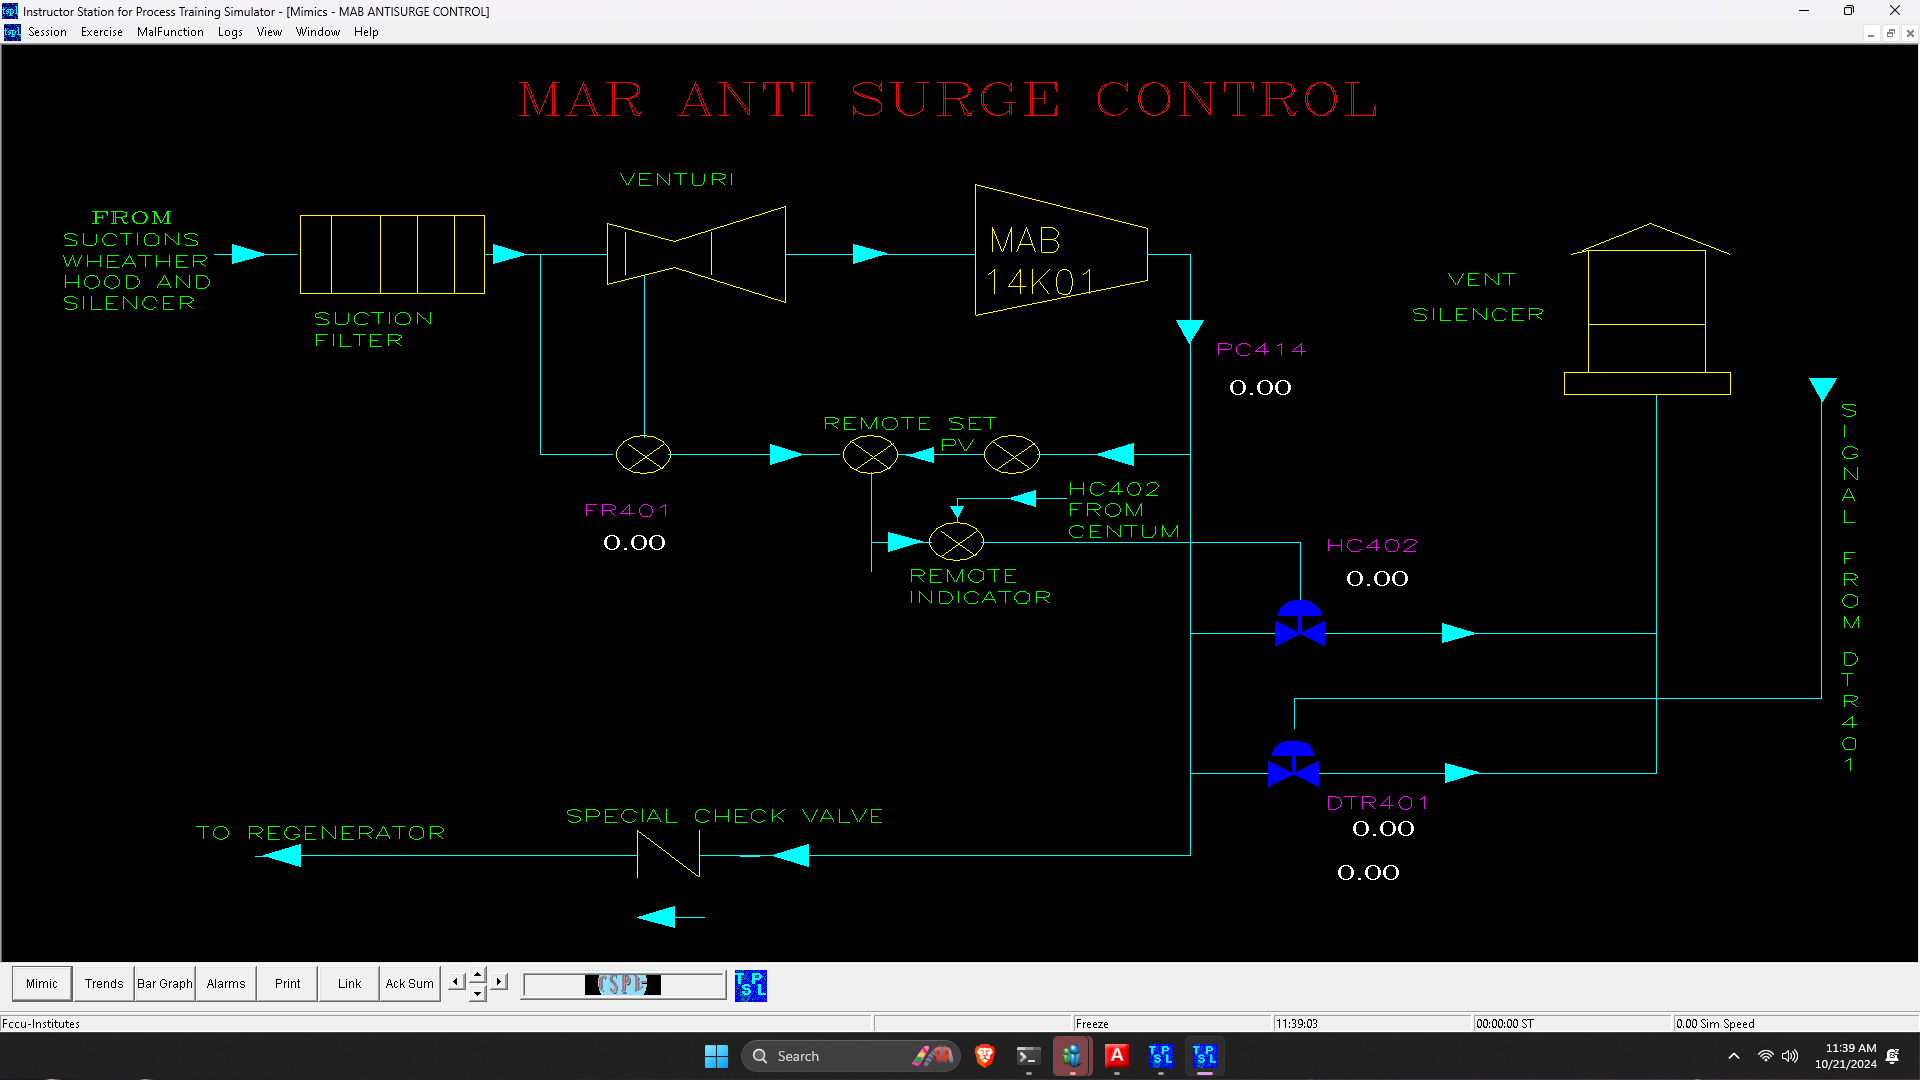 Instructor Station for Process Training Simulator - [Mimics - MAB ANTISURGE CONTROL]
Session Exercise MalFunction Logs View Window Help
MAR ANTI SURGE CONTROL
VENTURI
FROM
SUCTIONS
WHEATHER
HOOD AND
SILENCER
SUCTION
FILTER
MAB
14K01
VENT
SILENCER
PC414
0.00
REMOTE SET
PV
FR401
0.00
HC402
FROM
CENTUM
REMOTE
INDICATOR
HC402
0.00
SIGNAL FROM DTR401
DTR401
0.00
0.00
SPECIAL CHECK VALVE
TO REGENERATOR
Mimic Trends Bar Graph Alarms Print Link Ack Sum
TSPL
TPSL
Fccu-Institutes
Freeze
11:39:03
00:00:00 ST
0.00 Sim Speed
Search
11:39 AM
10/21/2024